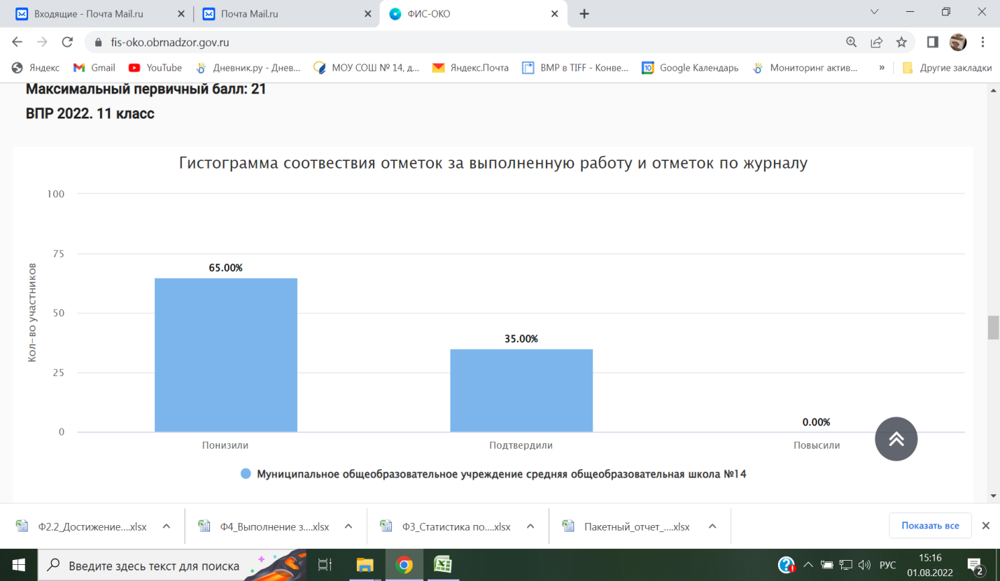 Входящие - Почта Mail.ru
Почта Mail.ru
ФИС-ОКО
fis-oko.obrnadzor.gov.ru
Яндекс
Gmail
YouTube
Дневник.ру - Днев...
МОУ СОШ № 14, д...
Яндекс.Почта
BMP в TIFF - Конве...
10
Google Календарь
Мониторинг актив...
»
Другие закладки
Максимальный первичный балл: 21
ВПР 2022. 11 класс
Гистограмма соотвествия отметок за выполненную работу и отметок по журналу
Кол-во участников
100
75
50
25
0
65.00%
35.00%
0.00%
Понизили
Подтвердили
Повысили
Муниципальное общеобразовательное учреждение средняя общеобразовательная школа №14
Ф2.2_Достижение....xlsx
Ф4_Выполнение з....xlsx
Ф3_Статистика по....xlsx
Пакетный_отчет_....xlsx
Показать все
Введите здесь текст для поиска
РУС
15:16
01.08.2022
2